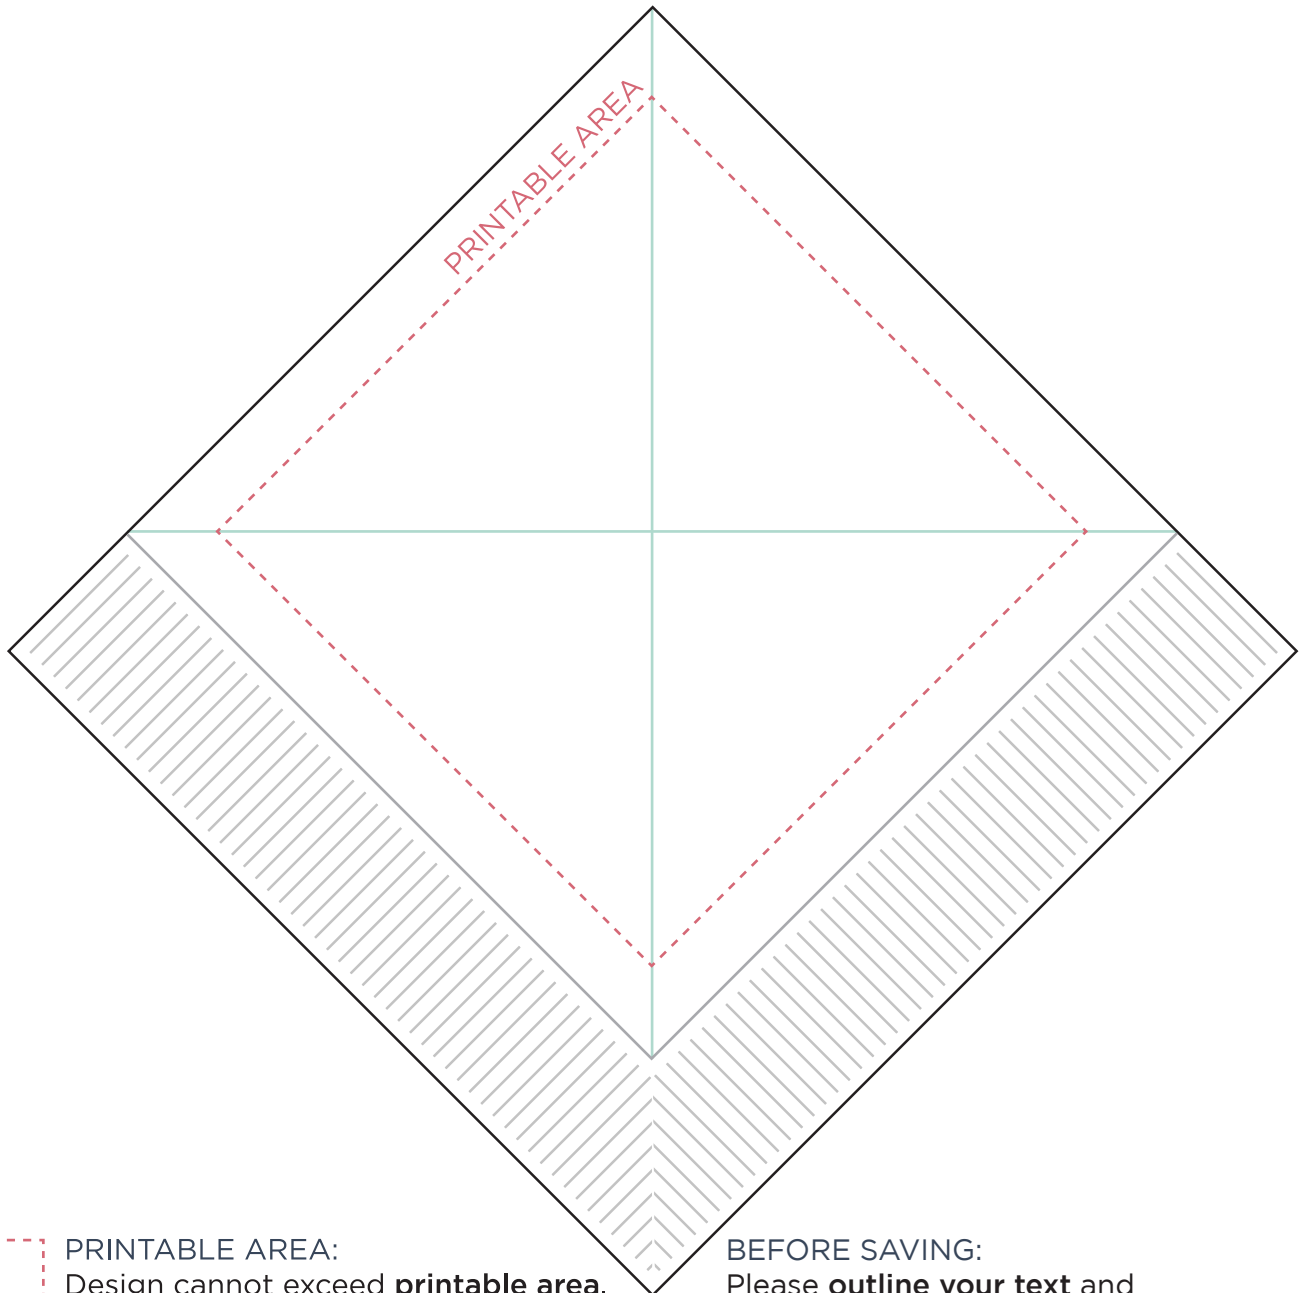 PRINTABLE AREA
PRINTABLE AREA:
Design cannot exceed printable area.
BEFORE SAVING:
Please outline your text and